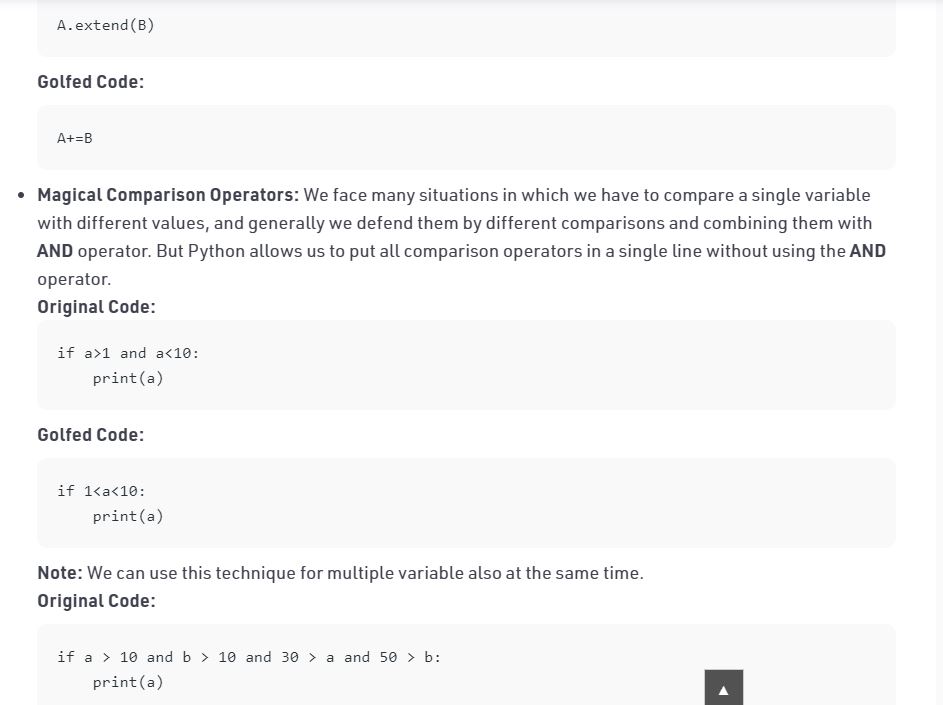 A.extend(B)
Golfed Code:
A+=B
• Magical Comparison Operators: We face many situations in which we have to compare a single variable
with different values, and generally we defend them by different comparisons and combining them with
AND operator. But Python allows us to put all comparison operators in a single line without using the AND
operator.
Original Code:
if a>1 and a<10:
    print(a)
Golfed Code:
if 1<a<10:
    print(a)
Note: We can use this technique for multiple variable also at the same time.
Original Code:
if a > 10 and b > 10 and 30 > a and 50 > b:
    print(a)